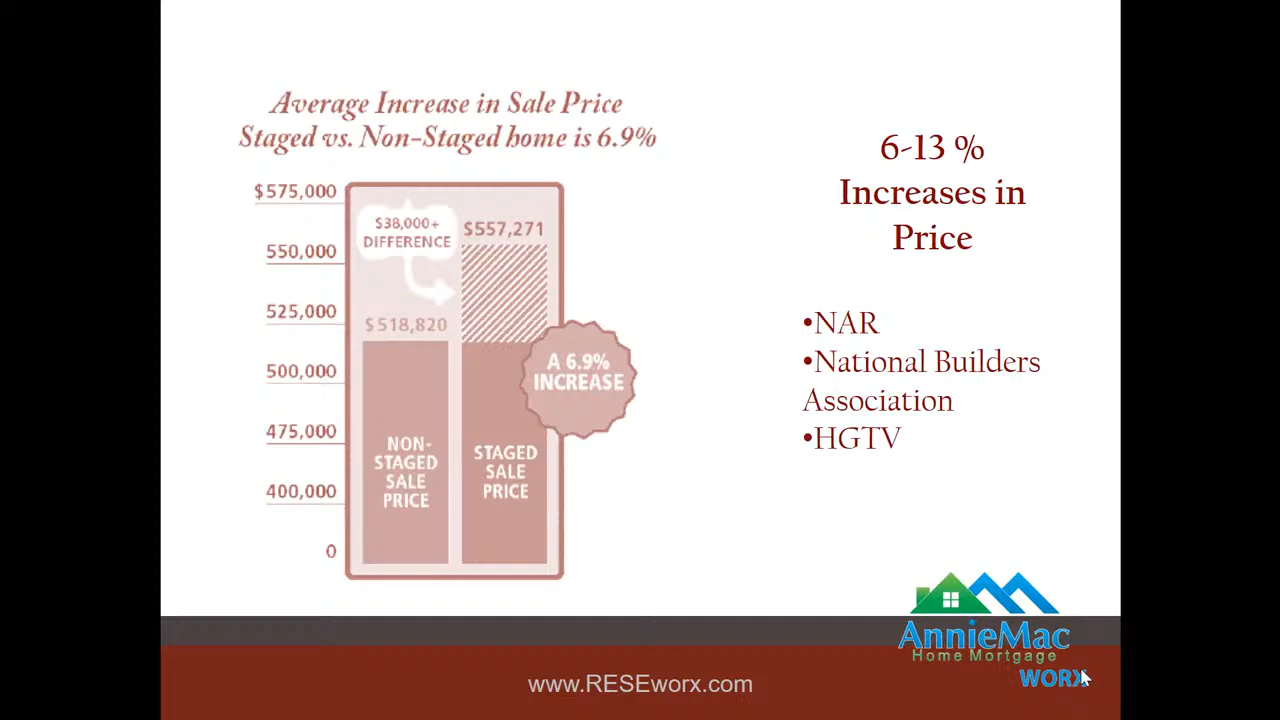 Average Increase in Sale Price
Staged vs. Non-Staged home is 6.9%
$575,000
550,000
525,000
500,000
475,000
400,000
0
$38,000+
DIFFERENCE
$557,271
$518,820
A 6.9%
INCREASE
NON-
STAGED
SALE
PRICE
STAGED
SALE
PRICE
6-13 %
Increases in
Price
•NAR
•National Builders
Association
•HGTV
AnnieMac
Home Mortgage
WORX
www.RESEworx.com